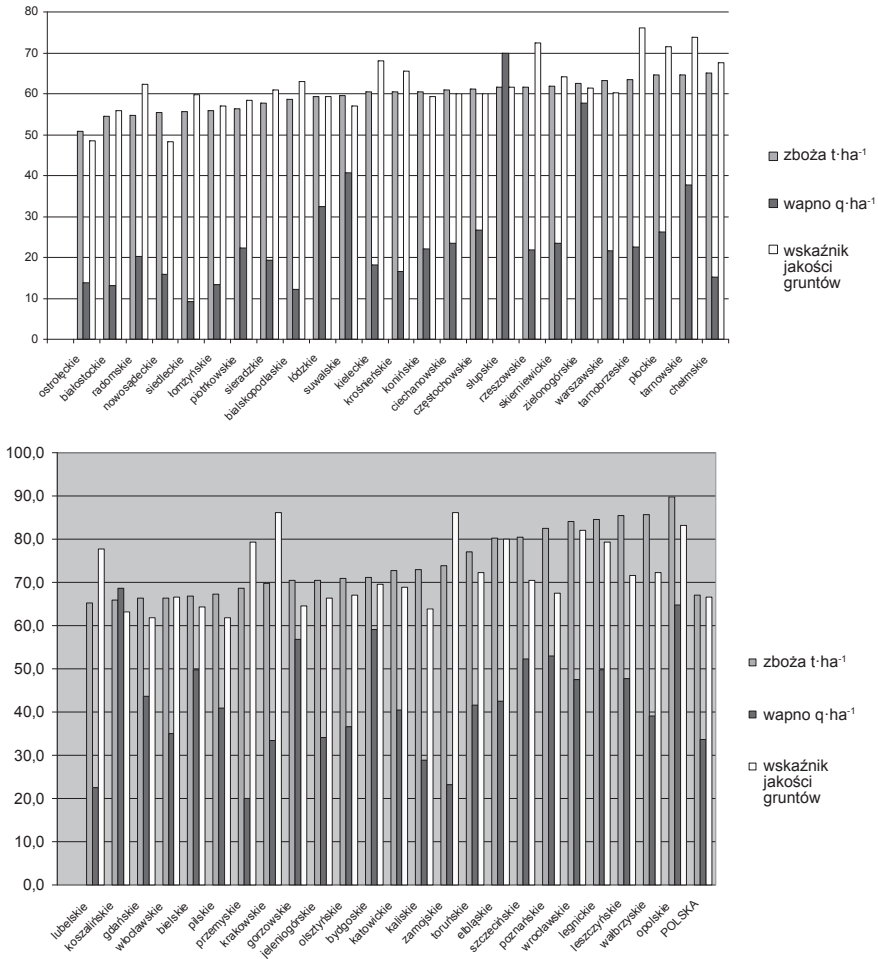 80
70
60
50
40
30
20
10
0
zboża t·ha⁻¹
wapno q·ha⁻¹
wskaźnik
jakości
gruntów
ostrołęckie
białostockie
radomskie
nowosądeckie
siedleckie
łomżyńskie
piotrkowskie
sieradzkie
bialskopodlaskie
łódzkie
suwalskie
kieleckie
krośnieńskie
konińskie
ciechanowskie
częstochowskie
słupskie
rzeszowskie
skierniewickie
zielonogórskie
warszawskie
tarnobrzeskie
płockie
tarnowskie
chełmskie
100,0
90,0
80,0
70,0
60,0
50,0
40,0
30,0
20,0
10,0
0,0
zboża t·ha⁻¹
wapno q·ha⁻¹
wskaźnik
jakości
gruntów
lubelskie
koszalińskie
gdańskie
włocławskie
bielskie
pilskie
przemyskie
krakowskie
gorzowskie
jeleniogórskie
olsztyńskie
bydgoskie
katowickie
kaliskie
zamojskie
toruńskie
elbląskie
szczecińskie
poznańskie
wrocławskie
legnickie
leszczyńskie
wałbrzyskie
opolskie
POLSKA